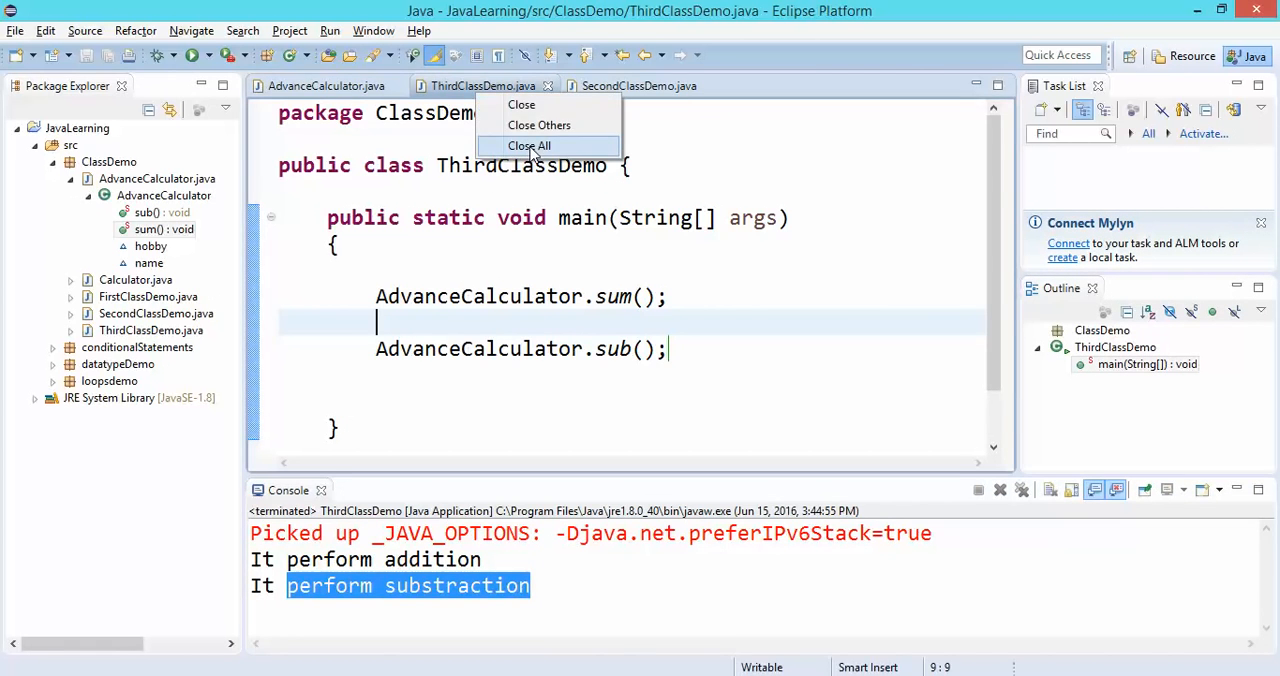 Java - JavaLearning/src/ClassDemo/ThirdClassDemo.java - Eclipse Platform
File Edit Source Refactor Navigate Search Project Run Window Help
Quick Access Resource Java
Package Explorer
JavaLearning
src
ClassDemo
AdvanceCalculator.java
AdvanceCalculator
sub() : void
sum() : void
hobby
name
Calculator.java
FirstClassDemo.java
SecondClassDemo.java
ThirdClassDemo.java
conditionalStatements
datatypeDemo
loopsdemo
JRE System Library [JavaSE-1.8]
AdvanceCalculator.java ThirdClassDemo.java SecondClassDemo.java
Close
Close Others
Close All
package ClassDem
public class ThirdClassDemo {
public static void main(String[] args)
{
AdvanceCalculator.sum();
AdvanceCalculator.sub();
}
Task List
Find All Activate...
Connect Mylyn
Connect to your task and ALM tools or
create a local task.
Outline
ClassDemo
ThirdClassDemo
main(String[]) : void
Console
<terminated> ThirdClassDemo [Java Application] C:\Program Files\Java\jre1.8.0_40\bin\javaw.exe (Jun 15, 2016, 3:44:55 PM)
Picked up _JAVA_OPTIONS: -Djava.net.preferIPv6Stack=true
It perform addition
It perform substraction
Writable Smart Insert 9 : 9